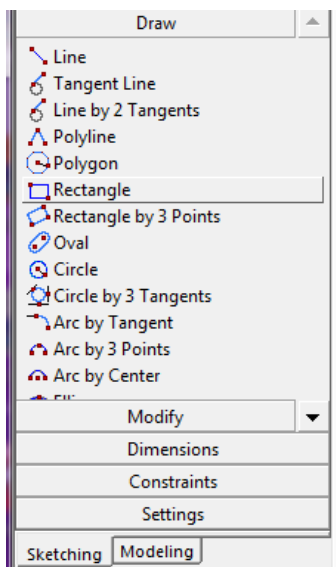 Draw
Line
Tangent Line
Line by 2 Tangents
Polyline
Polygon
Rectangle
Rectangle by 3 Points
Oval
Circle
Circle by 3 Tangents
Arc by Tangent
Arc by 3 Points
Arc by Center
Modify
Dimensions
Constraints
Settings
Sketching Modeling